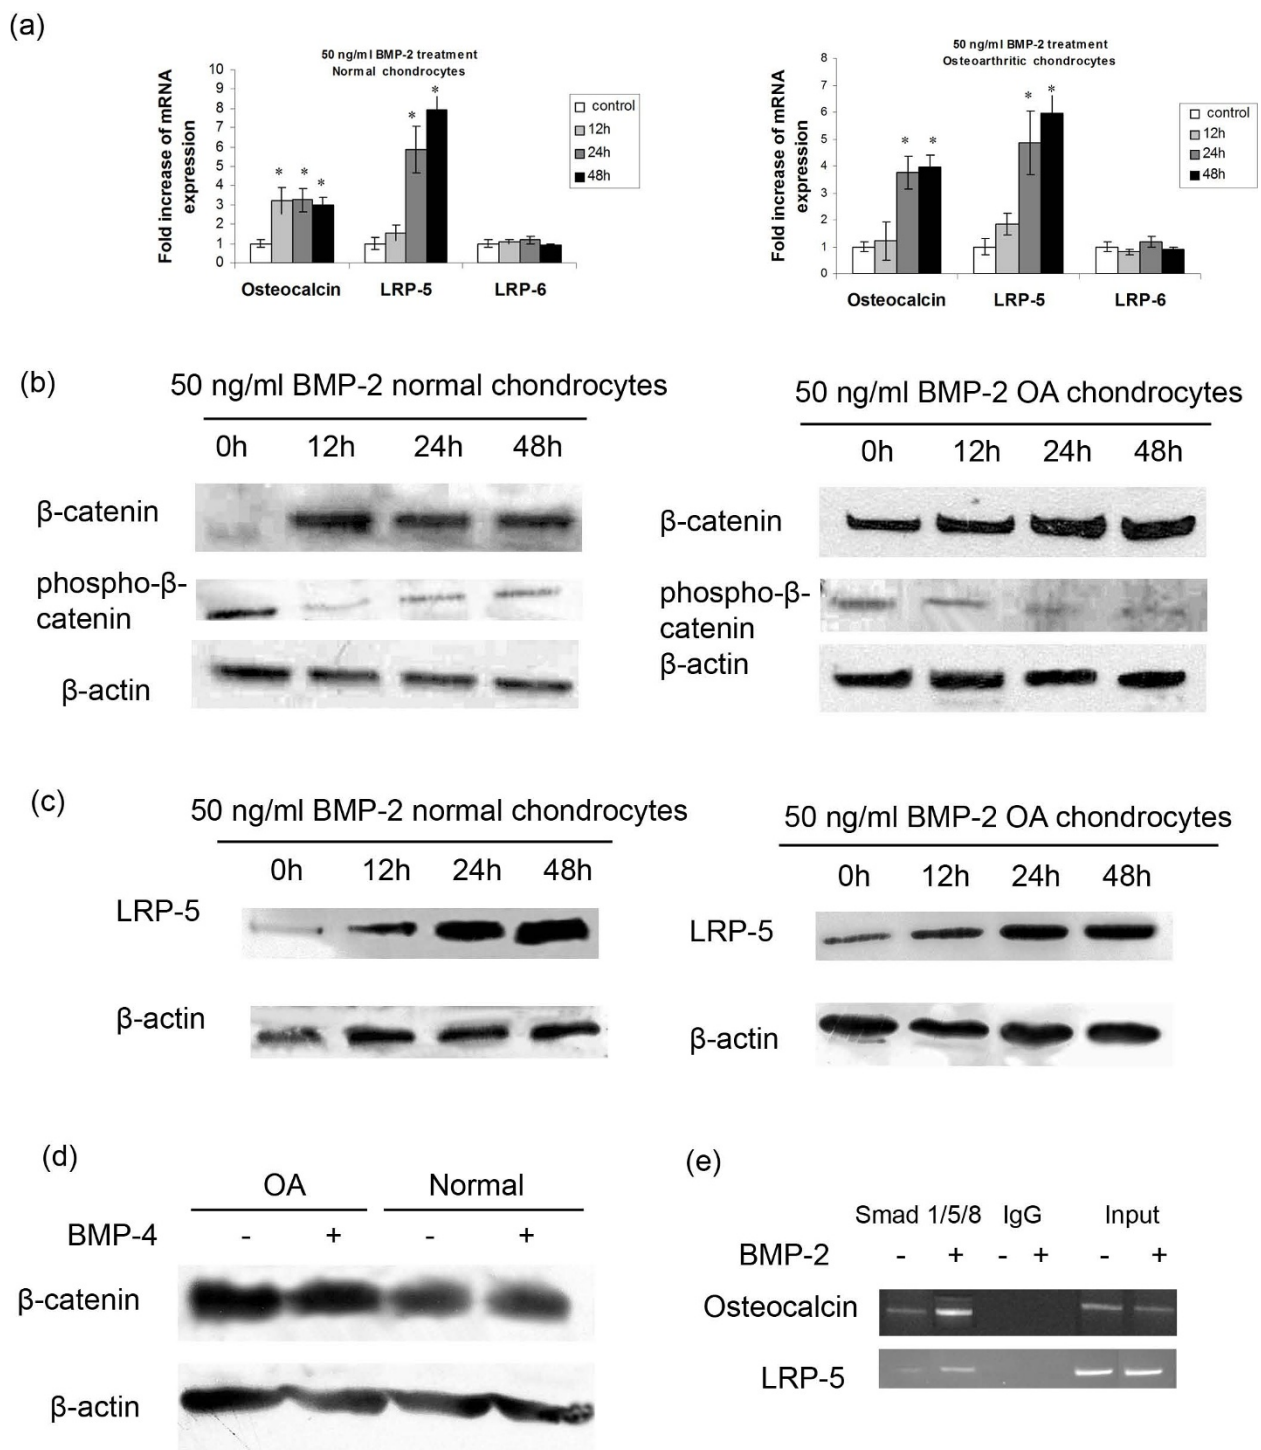 (a)
50 ng/ml BMP-2 treatment
Normal chondrocytes
Fold increase of mRNA
expression
10
9
8
7
6
5
4
3
2
1
0
* * *
* *
Osteocalcin LRP-5 LRP-6
control
12h
24h
48h
50 ng/ml BMP-2 treatment
Osteoarthritic chondrocytes
Fold increase of mRNA
expression
8
7
6
5
4
3
2
1
0
* *
* *
Osteocalcin LRP-5 LRP-6
control
12h
24h
48h
(b)
50 ng/ml BMP-2 normal chondrocytes
0h 12h 24h 48h
β-catenin
phospho-β-
catenin
β-actin
50 ng/ml BMP-2 OA chondrocytes
0h 12h 24h 48h
β-catenin
phospho-β-
catenin
β-actin
(c)
50 ng/ml BMP-2 normal chondrocytes
0h 12h 24h 48h
LRP-5
β-actin
50 ng/ml BMP-2 OA chondrocytes
0h 12h 24h 48h
LRP-5
β-actin
(d)
OA Normal
BMP-4 - + - +
β-catenin
β-actin
(e)
Smad 1/5/8 IgG Input
BMP-2 - + - + - +
Osteocalcin
LRP-5